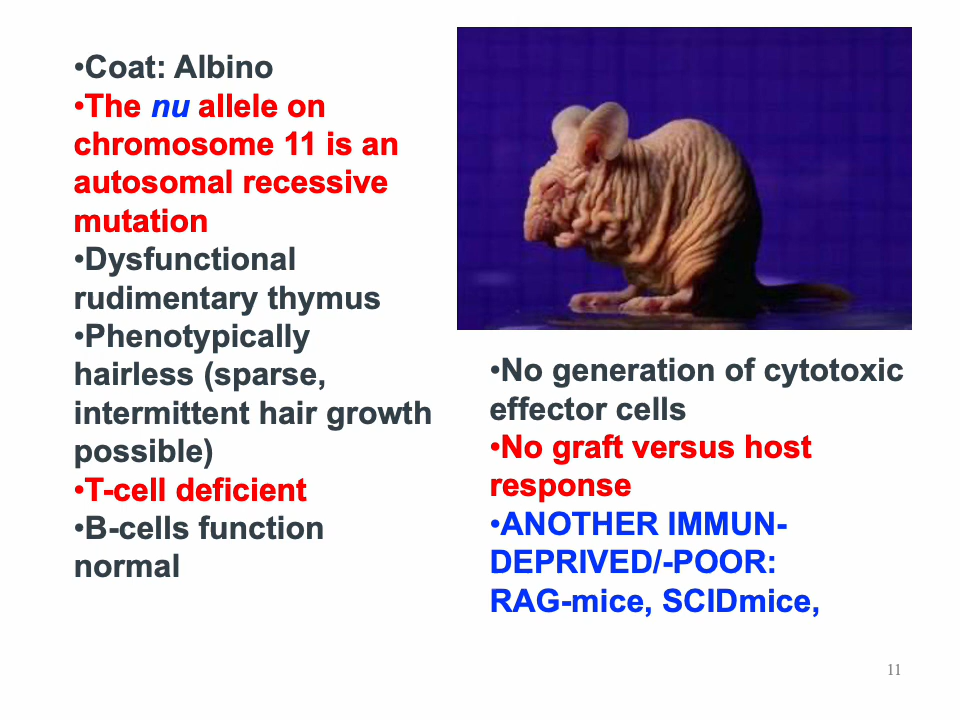 •Coat: Albino
•The nu allele on
chromosome 11 is an
autosomal recessive
mutation
•Dysfunctional
rudimentary thymus
•Phenotypically
hairless (sparse,
intermittent hair growth
possible)
•T-cell deficient
•B-cells function
normal
•No generation of cytotoxic
effector cells
•No graft versus host
response
•ANOTHER IMMUN-
DEPRIVED/-POOR:
RAG-mice, SCIDmice,
11